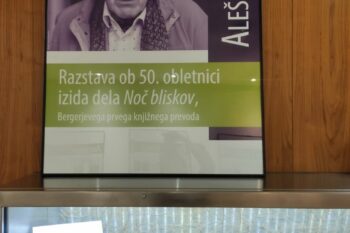 ALEŠ
Razstava ob 50. obletnici
izida dela Noč bliskov,
Bergerjevega prvega knjižnega prevoda